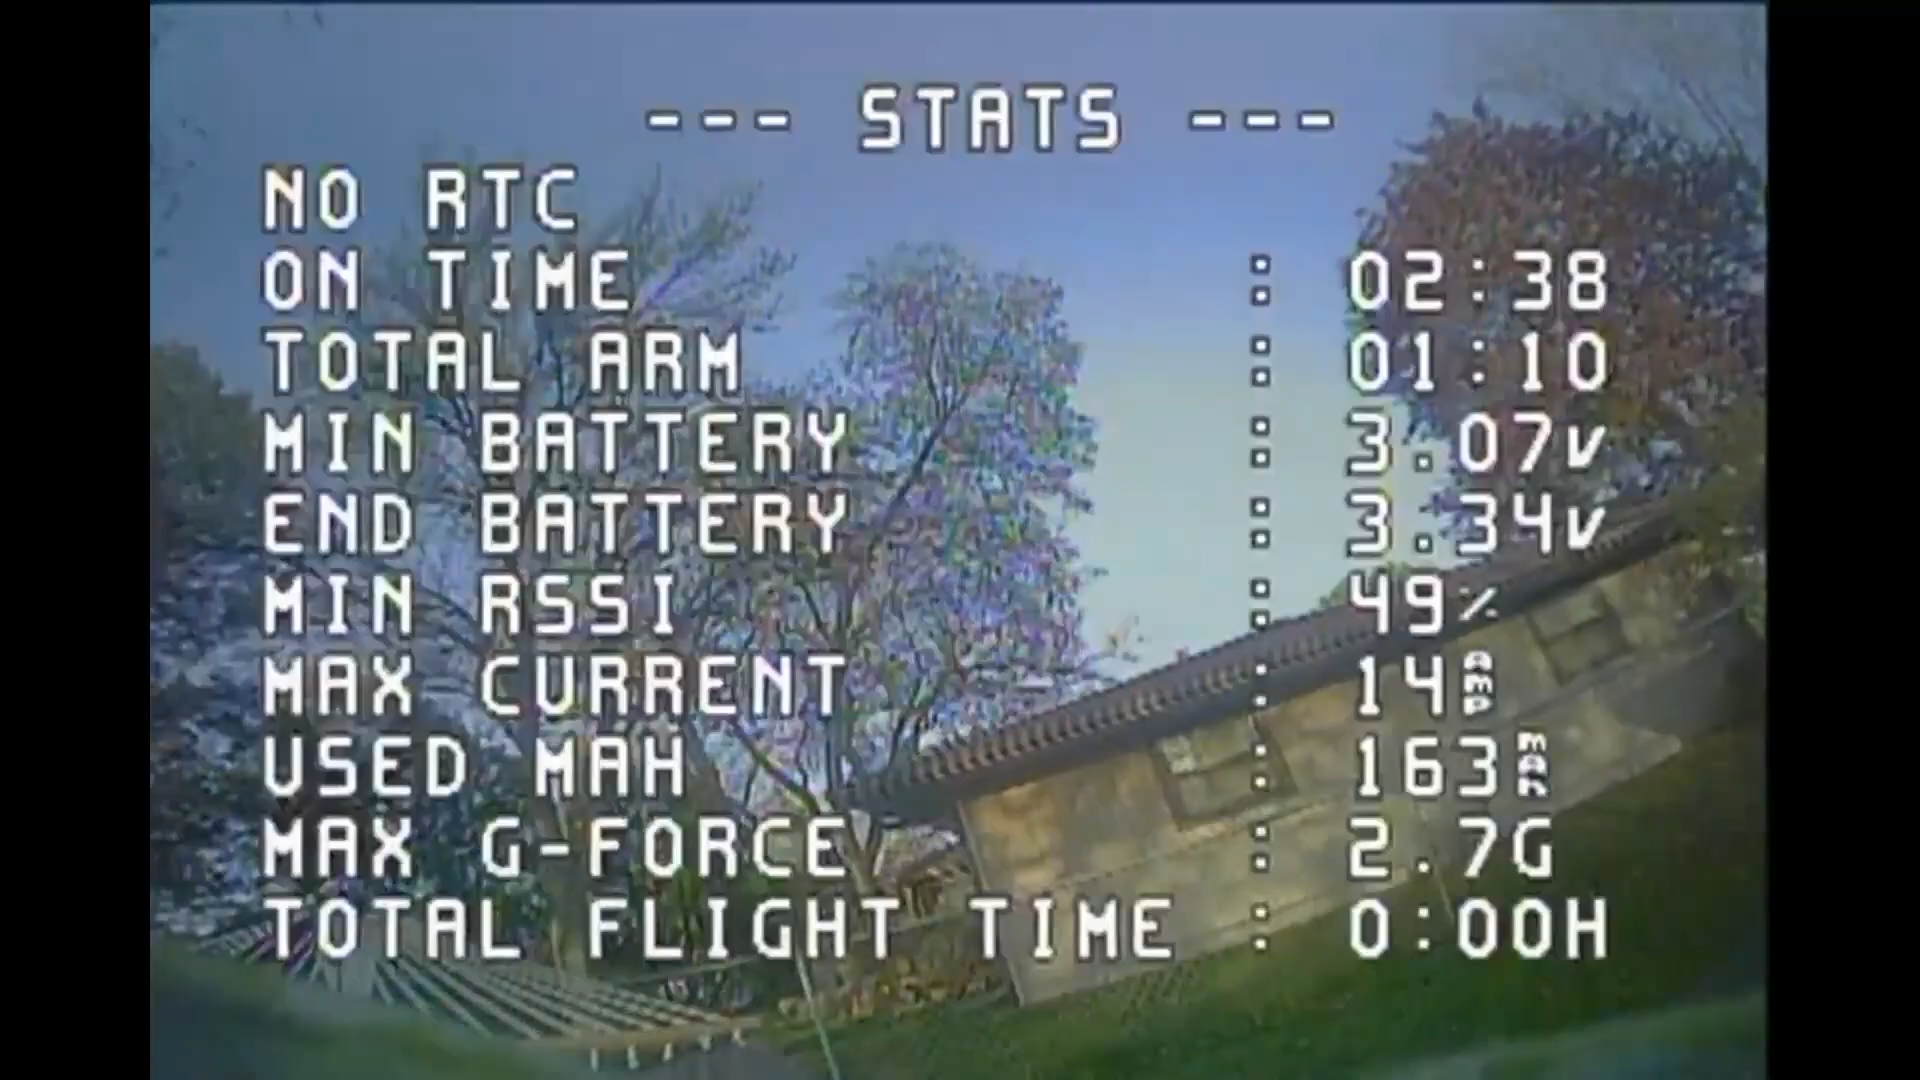 --- STATS ---
NO RTC
ON TIME : 02:38
TOTAL ARM : 01:10
MIN BATTERY : 3.07V
END BATTERY : 3.34V
MIN RSSI : 49%
MAX CURRENT : 14AMP
USED MAH : 163MAH
MAX G-FORCE : 2.7G
TOTAL FLIGHT TIME : 0:00H